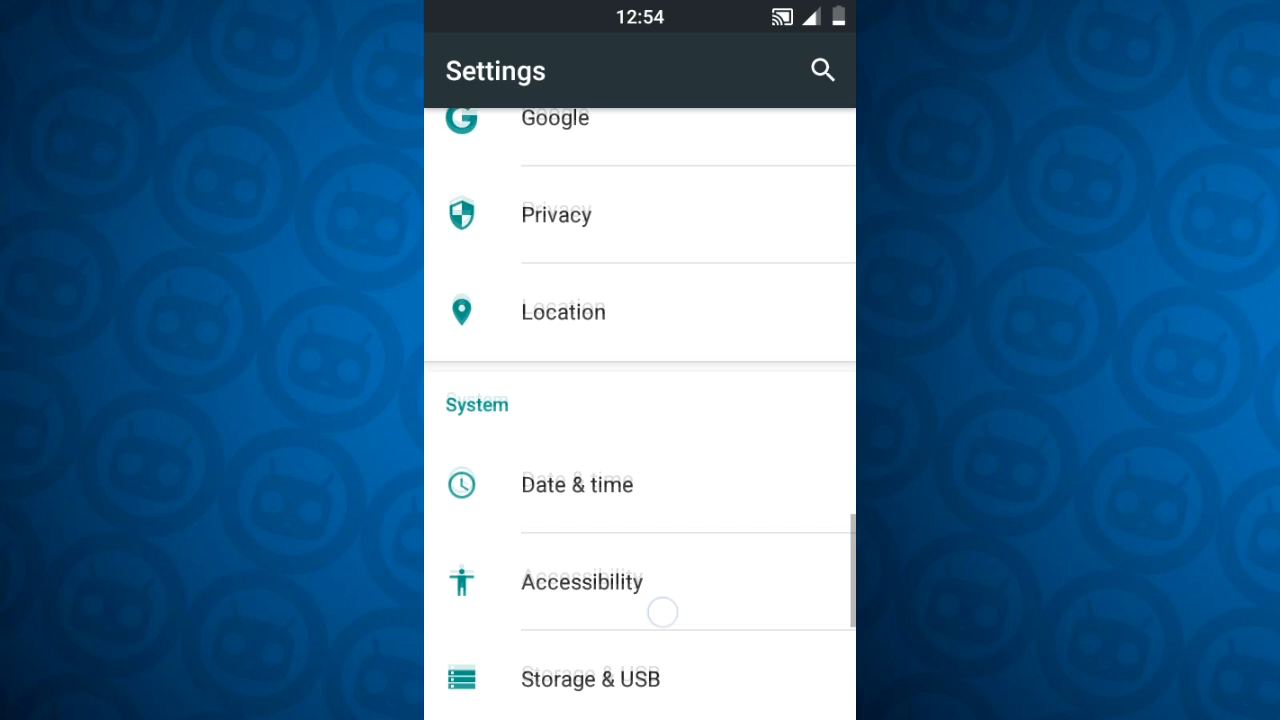 12:54
Settings
Google
Privacy
Location
System
Date & time
Accessibility
Storage & USB